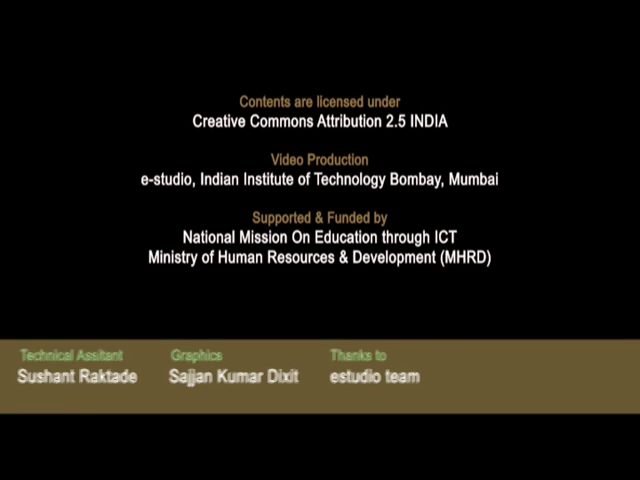 Contents are licensed under
Creative Commons Attribution 2.5 INDIA
Video Production
e-studio, Indian Institute of Technology Bombay, Mumbai
Supported & Funded by
National Mission On Education through ICT
Ministry of Human Resources & Development (MHRD)
Technical Assitant
Sushant Raktade
Graphics
Sajjan Kumar Dixit
Thanks to
estudio team